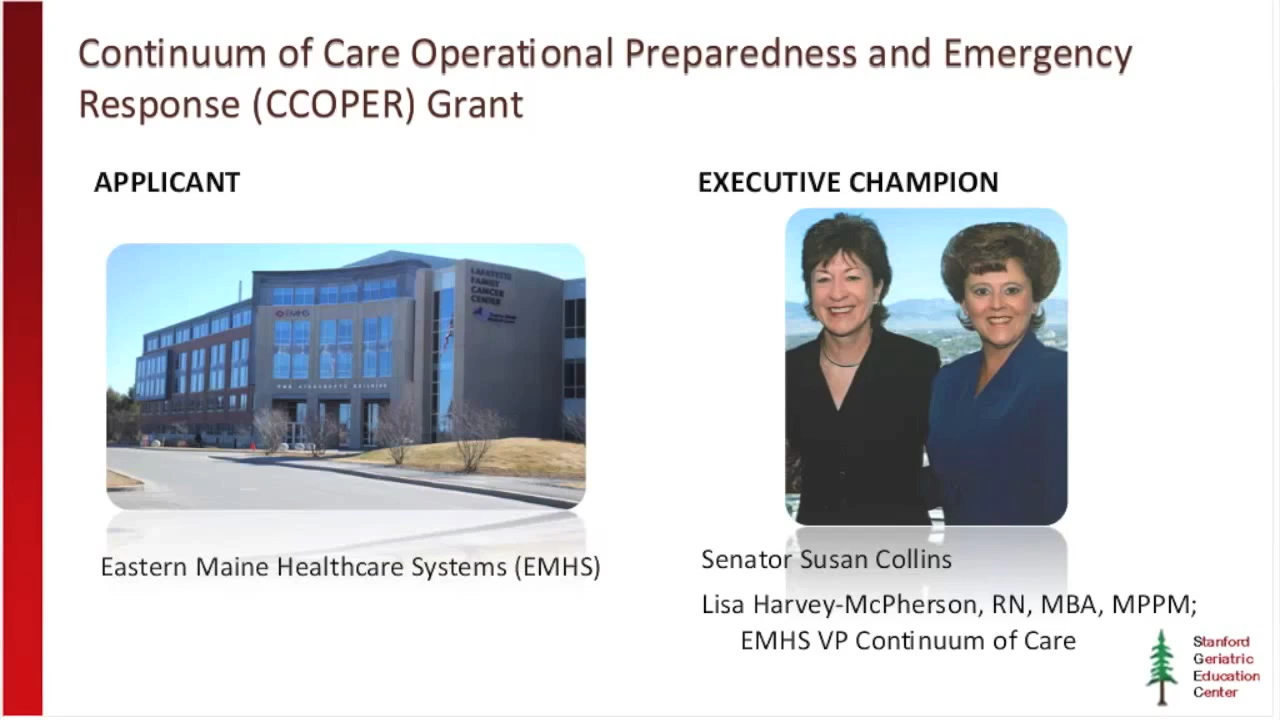 Continuum of Care Operational Preparedness and Emergency
Response (CCOPER) Grant
APPLICANT
EXECUTIVE CHAMPION
LAFAYETTE
FAMILY
CANCER
CENTER
EMHS
Eastern Maine Healthcare Systems (EMHS)
Senator Susan Collins
Lisa Harvey-McPherson, RN, MBA, MPPM;
EMHS VP Continuum of Care
Stanford
Geriatric
Education
Center